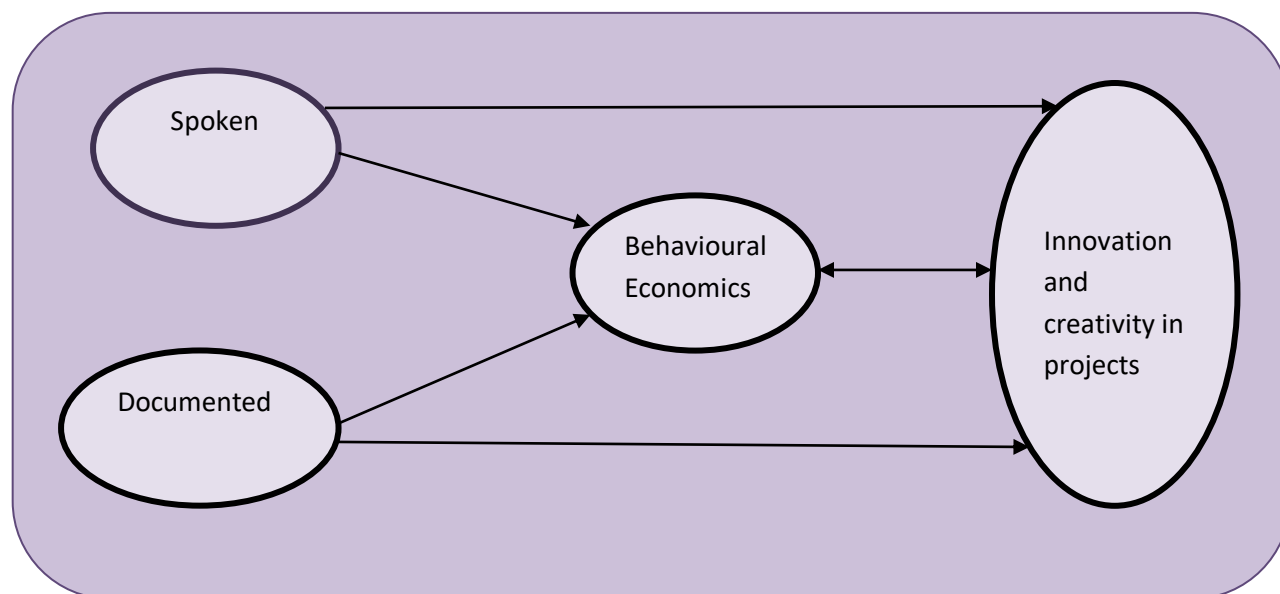 Spoken
Behavioural
Economics
Innovation
and
creativity in
projects
Documented